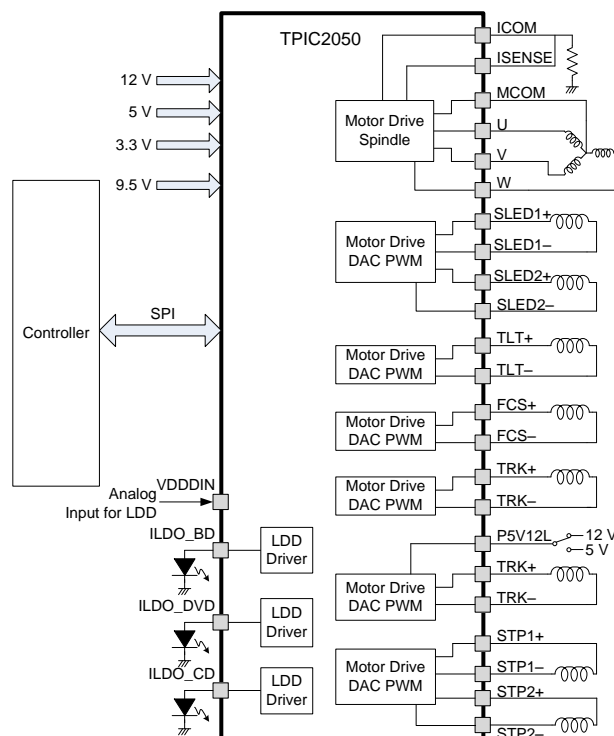 TPIC2050
12 V
5 V
3.3 V
9.5 V
Controller
SPI
VDDDIN
Analog
Input for LDD
ILDO_BD
LDD
Driver
ILDO_DVD
LDD
Driver
ILDO_CD
LDD
Driver
Motor Drive
Spindle
ICOM
ISENSE
MCOM
U
V
W
Motor Drive
DAC PWM
SLED1+
SLED1–
SLED2+
SLED2–
Motor Drive
DAC PWM
TLT+
TLT–
Motor Drive
DAC PWM
FCS+
FCS–
Motor Drive
DAC PWM
TRK+
TRK–
Motor Drive
DAC PWM
P5V12L
12 V
5 V
TRK+
TRK–
Motor Drive
DAC PWM
STP1+
STP1–
STP2+
STP2–